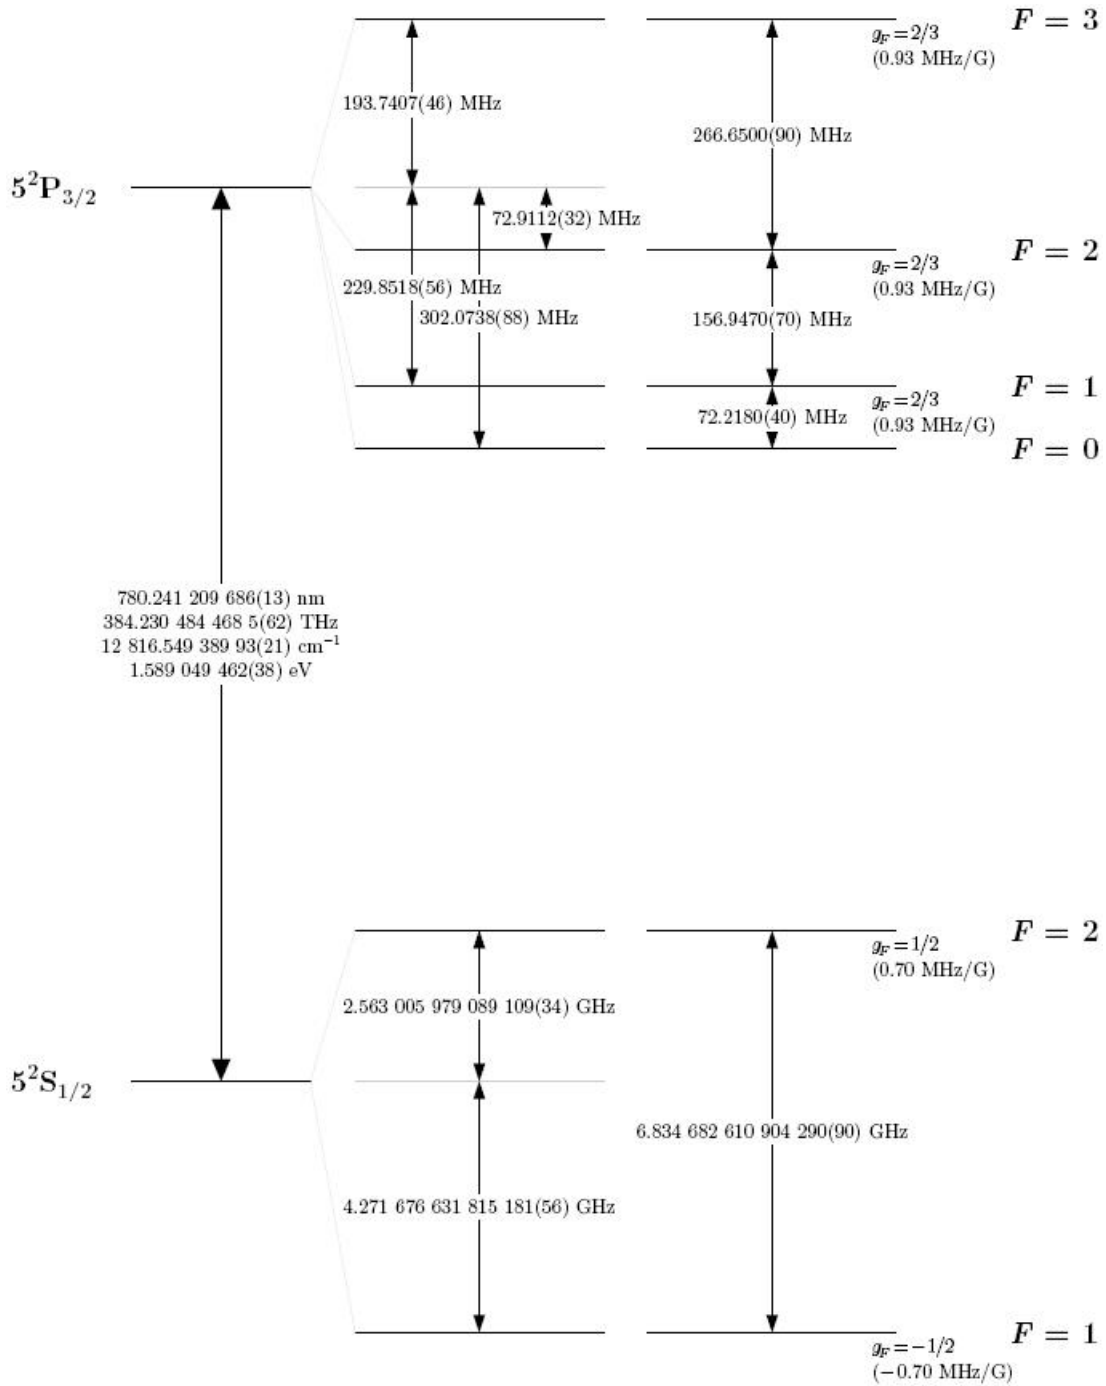 F = 3
g_F = 2/3
(0.93 MHz/G)
193.7407(46) MHz
266.6500(90) MHz
5²P₃/₂
72.9112(32) MHz
F = 2
g_F = 2/3
(0.93 MHz/G)
229.8518(56) MHz
302.0738(88) MHz
156.9470(70) MHz
F = 1
g_F = 2/3
(0.93 MHz/G)
72.2180(40) MHz
F = 0
780.241 209 686(13) nm
384.230 484 468 5(62) THz
12 816.549 389 93(21) cm⁻¹
1.589 049 462(38) eV
F = 2
g_F = 1/2
(0.70 MHz/G)
2.563 005 979 089 109(34) GHz
5²S₁/₂
6.834 682 610 904 290(90) GHz
4.271 676 631 815 181(56) GHz
F = 1
g_F = −1/2
(−0.70 MHz/G)